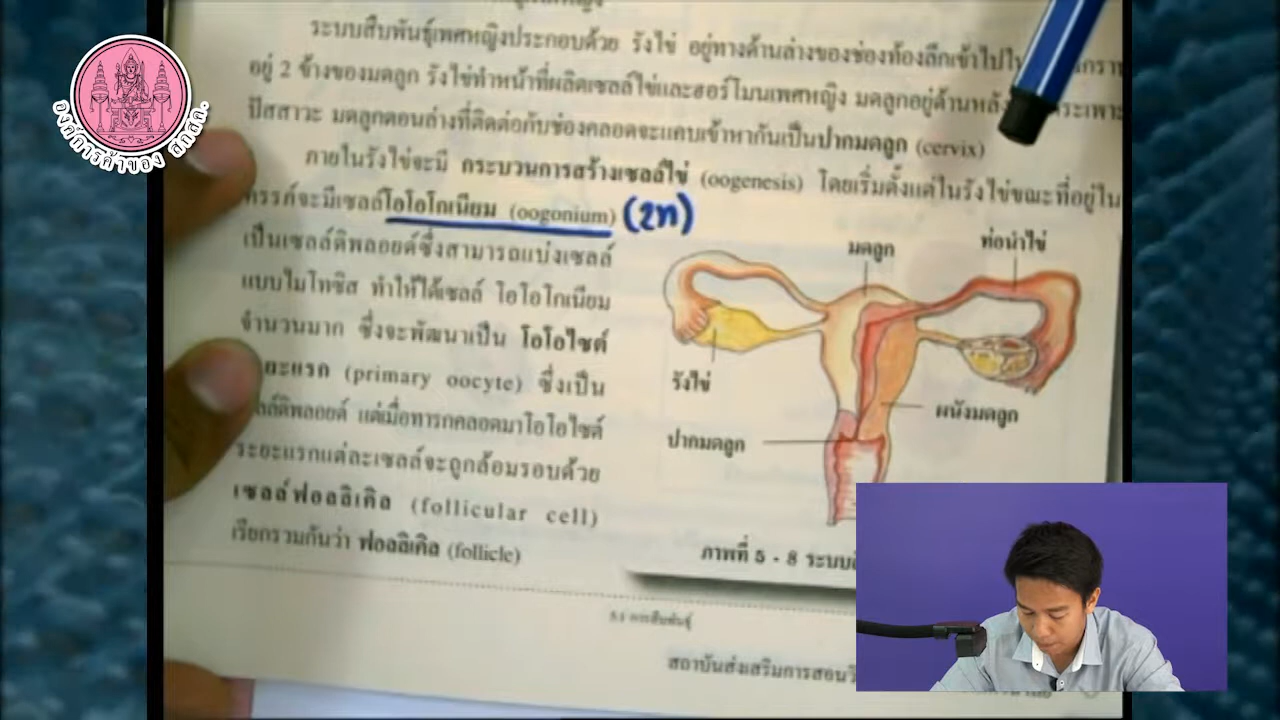 องค์การค้าของ สกสค.
ระบบสืบพันธุ์เพศหญิงประกอบด้วย รังไข่ อยู่ทางด้านล่างของช่องท้องลึกเข้าไปใน
อยู่ 2 ข้างของมดลูก รังไข่ทำหน้าที่ผลิตเซลล์ไข่และฮอร์โมนเพศหญิง มดลูกอยู่ด้านหลัง
ปัสสาวะ มดลูกตอนล่างที่ติดต่อกับช่องคลอดจะแคบเข้าหากันเป็นปากมดลูก (cervix)
ภายในรังไข่จะมี กระบวนการสร้างเซลล์ไข่ (oogenesis) โดยเริ่มตั้งแต่ในรังไข่ขณะที่อยู่ใน
ครรภ์จะมีเซลล์โอโอโกเนียม (oogonium) (2n)
เป็นเซลล์ดิพลอยด์ซึ่งสามารถแบ่งเซลล์
แบบไมโทซิส ทำให้ได้เซลล์ โอโอโกเนียม
จำนวนมาก ซึ่งจะพัฒนาเป็น โอโอไซต์
ระยะแรก (primary oocyte) ซึ่งเป็น
เซลล์ดิพลอยด์ แต่เมื่อทารกคลอดมาโอโอไซต์
ระยะแรกแต่ละเซลล์จะถูกล้อมรอบด้วย
เซลล์ฟอลลิเคิล (follicular cell)
เรียกรวมกันว่า ฟอลลิเคิล (follicle)
มดลูก
ท่อนำไข่
รังไข่
ผนังมดลูก
ปากมดลูก
ภาพที่ 5 - 8 ระบบ
5.1 การสืบพันธุ์
สถาบันส่งเสริมการสอน